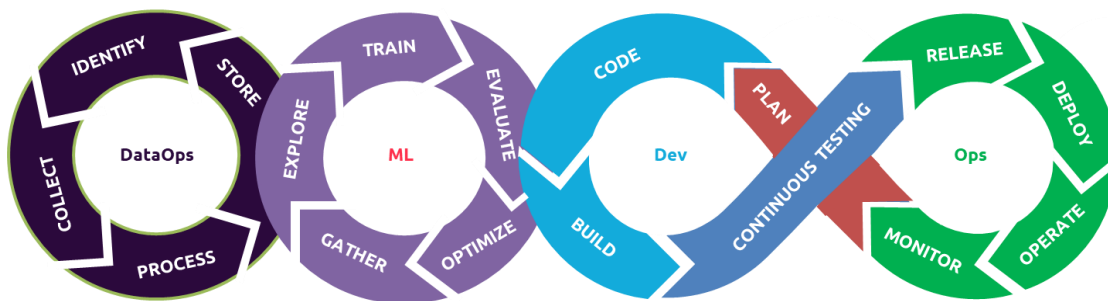 IDENTIFY
STORE
COLLECT
PROCESS
DataOps
TRAIN
EVALUATE
EXPLORE
GATHER
OPTIMIZE
ML
CODE
PLAN
BUILD
CONTINUOUS TESTING
Dev
RELEASE
DEPLOY
OPERATE
MONITOR
Ops